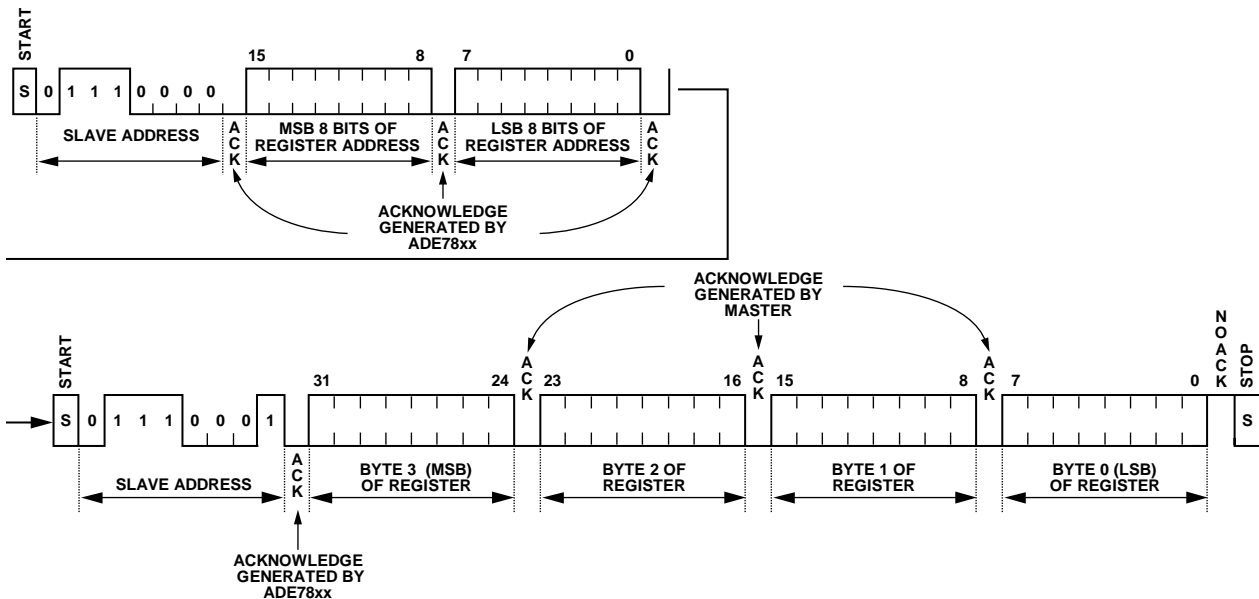 START
15 8 7 0
S 0 1 1 1 0 0 0 0
SLAVE ADDRESS
ACK
MSB 8 BITS OF
REGISTER ADDRESS
ACK
LSB 8 BITS OF
REGISTER ADDRESS
ACK
ACKNOWLEDGE
GENERATED BY
ADE78xx
ACKNOWLEDGE
GENERATED BY
MASTER
START
31 24
ACK
23 16
ACK
15 8
ACK
7 0
NO ACK
STOP
S 0 1 1 1 0 0 0 1
S
SLAVE ADDRESS
ACK
BYTE 3 (MSB)
OF REGISTER
BYTE 2 OF
REGISTER
BYTE 1 OF
REGISTER
BYTE 0 (LSB)
OF REGISTER
ACKNOWLEDGE
GENERATED BY
ADE78xx